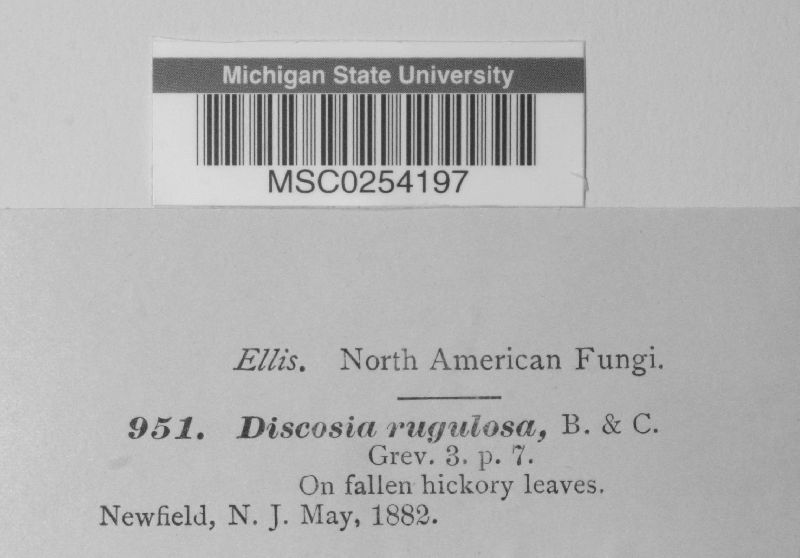 Michigan State University
MSC0254197
Ellis. North American Fungi.
951. Discosia rugulosa, B. & C.
Grev. 3. p. 7.
On fallen hickory leaves.
Newfield, N. J. May, 1882.